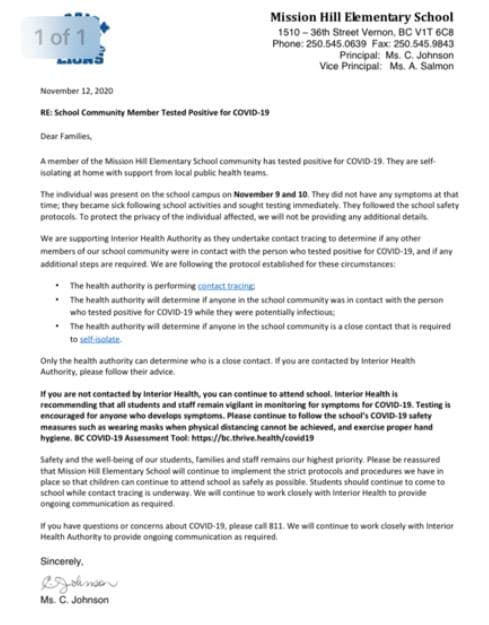 Mission Hill Elementary School
1510 – 36th Street Vernon, BC V1T 6C8
Phone: 250.545.0639 Fax: 250.545.9843
Principal: Ms. C. Johnson
Vice Principal: Ms. A. Salmon
1 of 1
LIONS
November 12, 2020
RE: School Community Member Tested Positive for COVID-19
Dear Families,
A member of the Mission Hill Elementary School community has tested positive for COVID-19. They are self-
isolating at home with support from local public health teams.
The individual was present on the school campus on November 9 and 10. They did not have any symptoms at that
time; they became sick following school activities and sought testing immediately. They followed the school safety
protocols. To protect the privacy of the individual affected, we will not be providing any additional details.
We are supporting Interior Health Authority as they undertake contact tracing to determine if any other
members of our school community were in contact with the person who tested positive for COVID-19, and if any
additional steps are required. We are following the protocol established for these circumstances:
• The health authority is performing contact tracing;
• The health authority will determine if anyone in the school community was in contact with the person
who tested positive for COVID-19 while they were potentially infectious;
• The health authority will determine if anyone in the school community is a close contact that is required
to self-isolate.
Only the health authority can determine who is a close contact. If you are contacted by Interior Health
Authority, please follow their advice.
If you are not contacted by Interior Health, you can continue to attend school. Interior Health is
recommending that all students and staff remain vigilant in monitoring for symptoms for COVID-19. Testing is
encouraged for anyone who develops symptoms. Please continue to follow the school's COVID-19 safety
measures such as wearing masks when physical distancing cannot be achieved, and exercise proper hand
hygiene. BC COVID-19 Assessment Tool: https://bc.thrive.health/covid19
Safety and the well-being of our students, families and staff remains our highest priority. Please be reassured
that Mission Hill Elementary School will continue to implement the strict protocols and procedures we have in
place so that children can continue to attend school as safely as possible. Students should continue to come to
school while contact tracing is underway. We will continue to work closely with Interior Health to provide
ongoing communication as required.
If you have questions or concerns about COVID-19, please call 811. We will continue to work closely with Interior
Health Authority to provide ongoing communication as required.
Sincerely,
C Johnson
Ms. C. Johnson